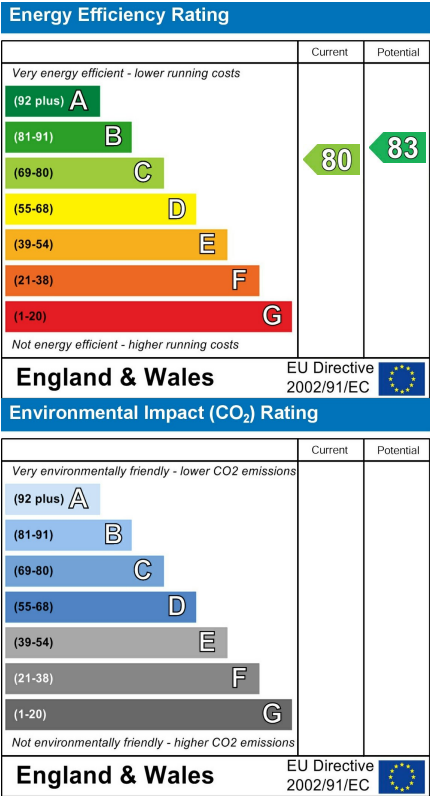 Energy Efficiency Rating
Current Potential
Very energy efficient - lower running costs
(92 plus) A
(81-91) B
(69-80) C
(55-68) D
(39-54) E
(21-38) F
(1-20) G
80
83
Not energy efficient - higher running costs
England & Wales
EU Directive
2002/91/EC
Environmental Impact (CO₂) Rating
Current Potential
Very environmentally friendly - lower CO2 emissions
(92 plus) A
(81-91) B
(69-80) C
(55-68) D
(39-54) E
(21-38) F
(1-20) G
Not environmentally friendly - higher CO2 emissions
England & Wales
EU Directive
2002/91/EC